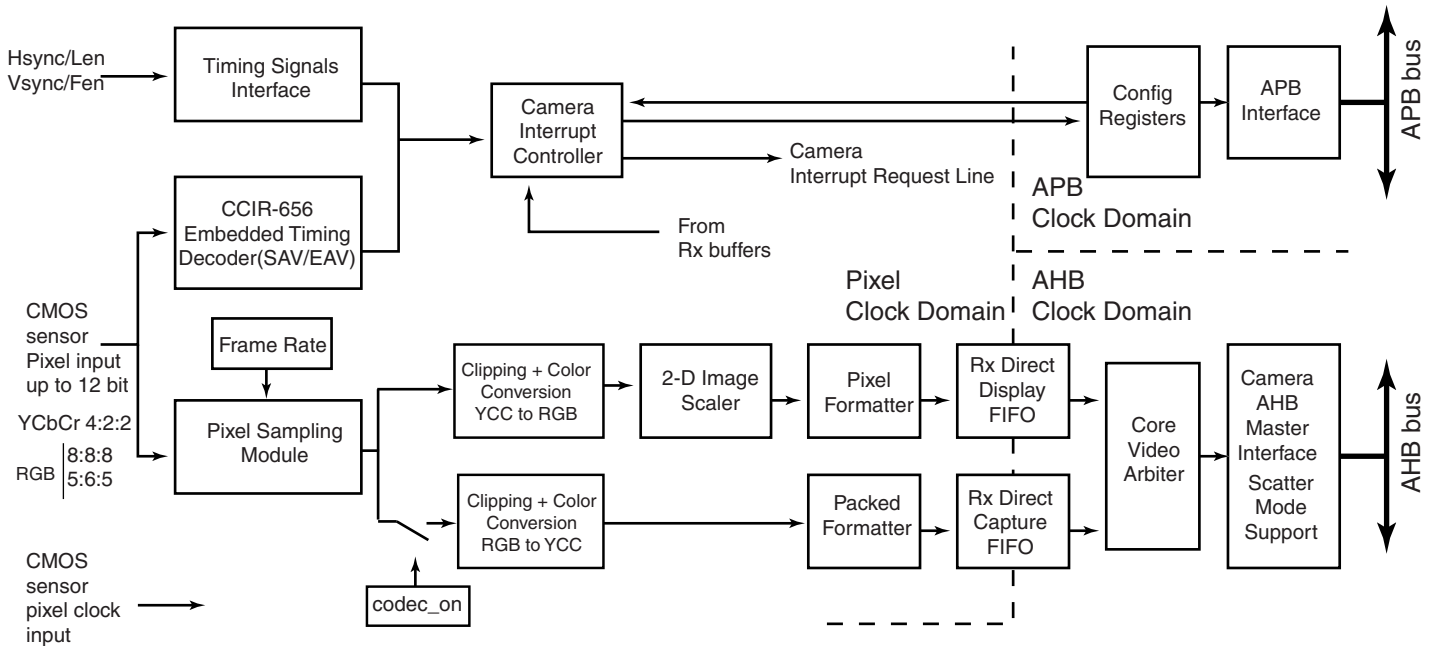 Hsync/Len
Vsync/Fen
Timing Signals
Interface
Camera
Interrupt
Controller
Config
Registers
APB
Interface
APB bus
Camera
Interrupt Request Line
APB
Clock Domain
CCIR-656
Embedded Timing
Decoder(SAV/EAV)
From
Rx buffers
Pixel
Clock Domain
AHB
Clock Domain
CMOS
sensor
Pixel input
up to 12 bit
YCbCr 4:2:2
RGB
8:8:8
5:6:5
Frame Rate
Pixel Sampling
Module
Clipping + Color
Conversion
YCC to RGB
2-D Image
Scaler
Pixel
Formatter
Rx Direct
Display
FIFO
Core
Video
Arbiter
Camera
AHB
Master
Interface
Scatter
Mode
Support
AHB bus
Clipping + Color
Conversion
RGB to YCC
Packed
Formatter
Rx Direct
Capture
FIFO
CMOS
sensor
pixel clock
input
codec_on